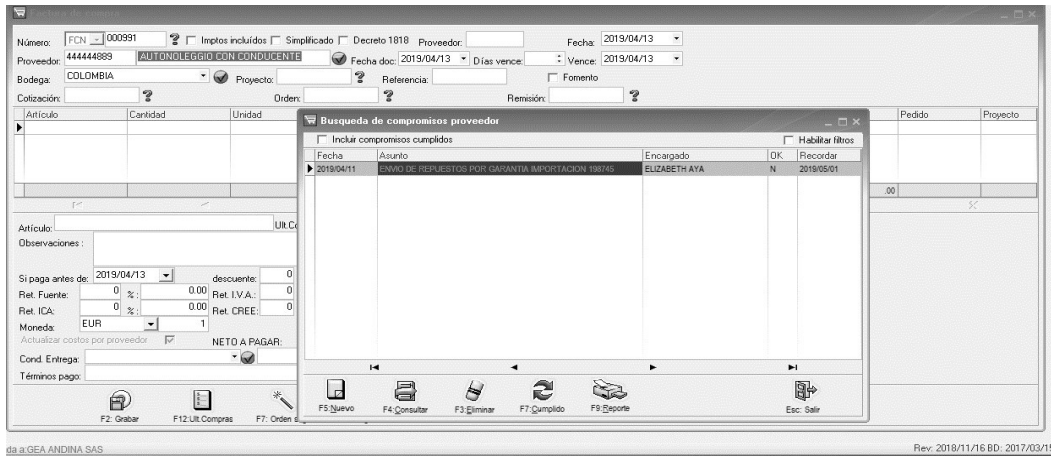 Factura de compra
Número: FCN 000991 ? Imptos incluídos Simplificado Decreto 1818 Proveedor: Fecha: 2019/04/13
Proveedor: 444444889 AUTONOLEGGIO CON CONDUCENTE Fecha doc: 2019/04/13 Días vence: Vence: 2019/04/13
Bodega: COLOMBIA Proyecto: ? Referencia: Fomento
Cotización: ? Orden: ? Remisión: ?
Artículo Cantidad Unidad Pedido Proyecto
Busqueda de compromisos proveedor
Incluir compromisos cumplidos Habilitar filtros
Fecha Asunto Encargado OK Recordar
2019/04/11 ENVIO DE REPUESTOS POR GARANTIA IMPORTACION 198745 ELIZABETH AYA N 2019/05/01
.00
Artículo: Ult.Co
Observaciones :
Si paga antes de: 2019/04/13 descuente: 0
Ret. Fuente: 0 % : 0.00 Ret. I.V.A.: 0
Ret. ICA: 0 % : 0.00 Ret. CREE: 0
Moneda: EUR 1
Actualizar costos por proveedor NETO A PAGAR:
Cond. Entrega:
Términos pago:
F5:Nuevo F4:Consultar F3:Eliminar F7:Cumplido F9:Reporte Esc: Salir
F2: Grabar F12:Ult.Compras F7: Orden s
da a:GEA ANDINA SAS Rev: 2018/11/16 BD: 2017/03/15